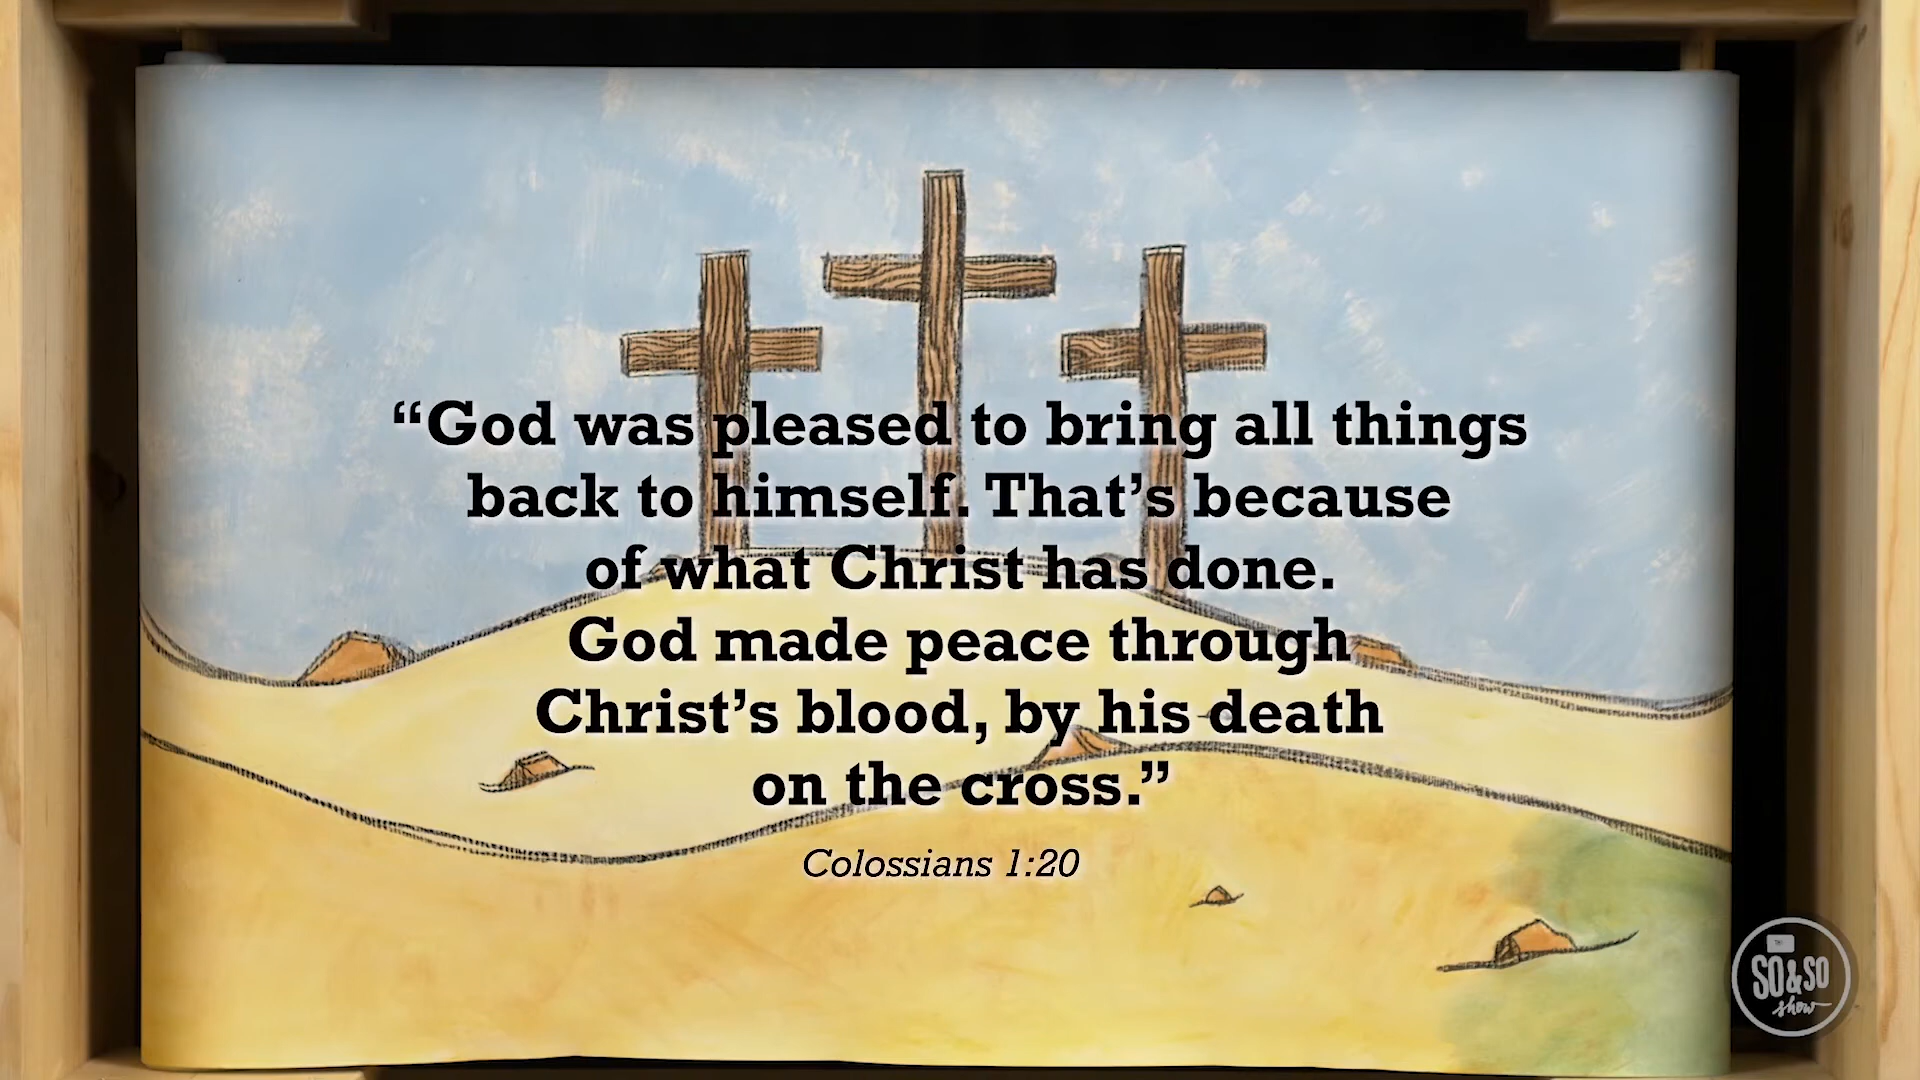 “God was pleased to bring all things
back to himself. That’s because
of what Christ has done.
God made peace through
Christ’s blood, by his death
on the cross.”
Colossians 1:20
SO&SO
show